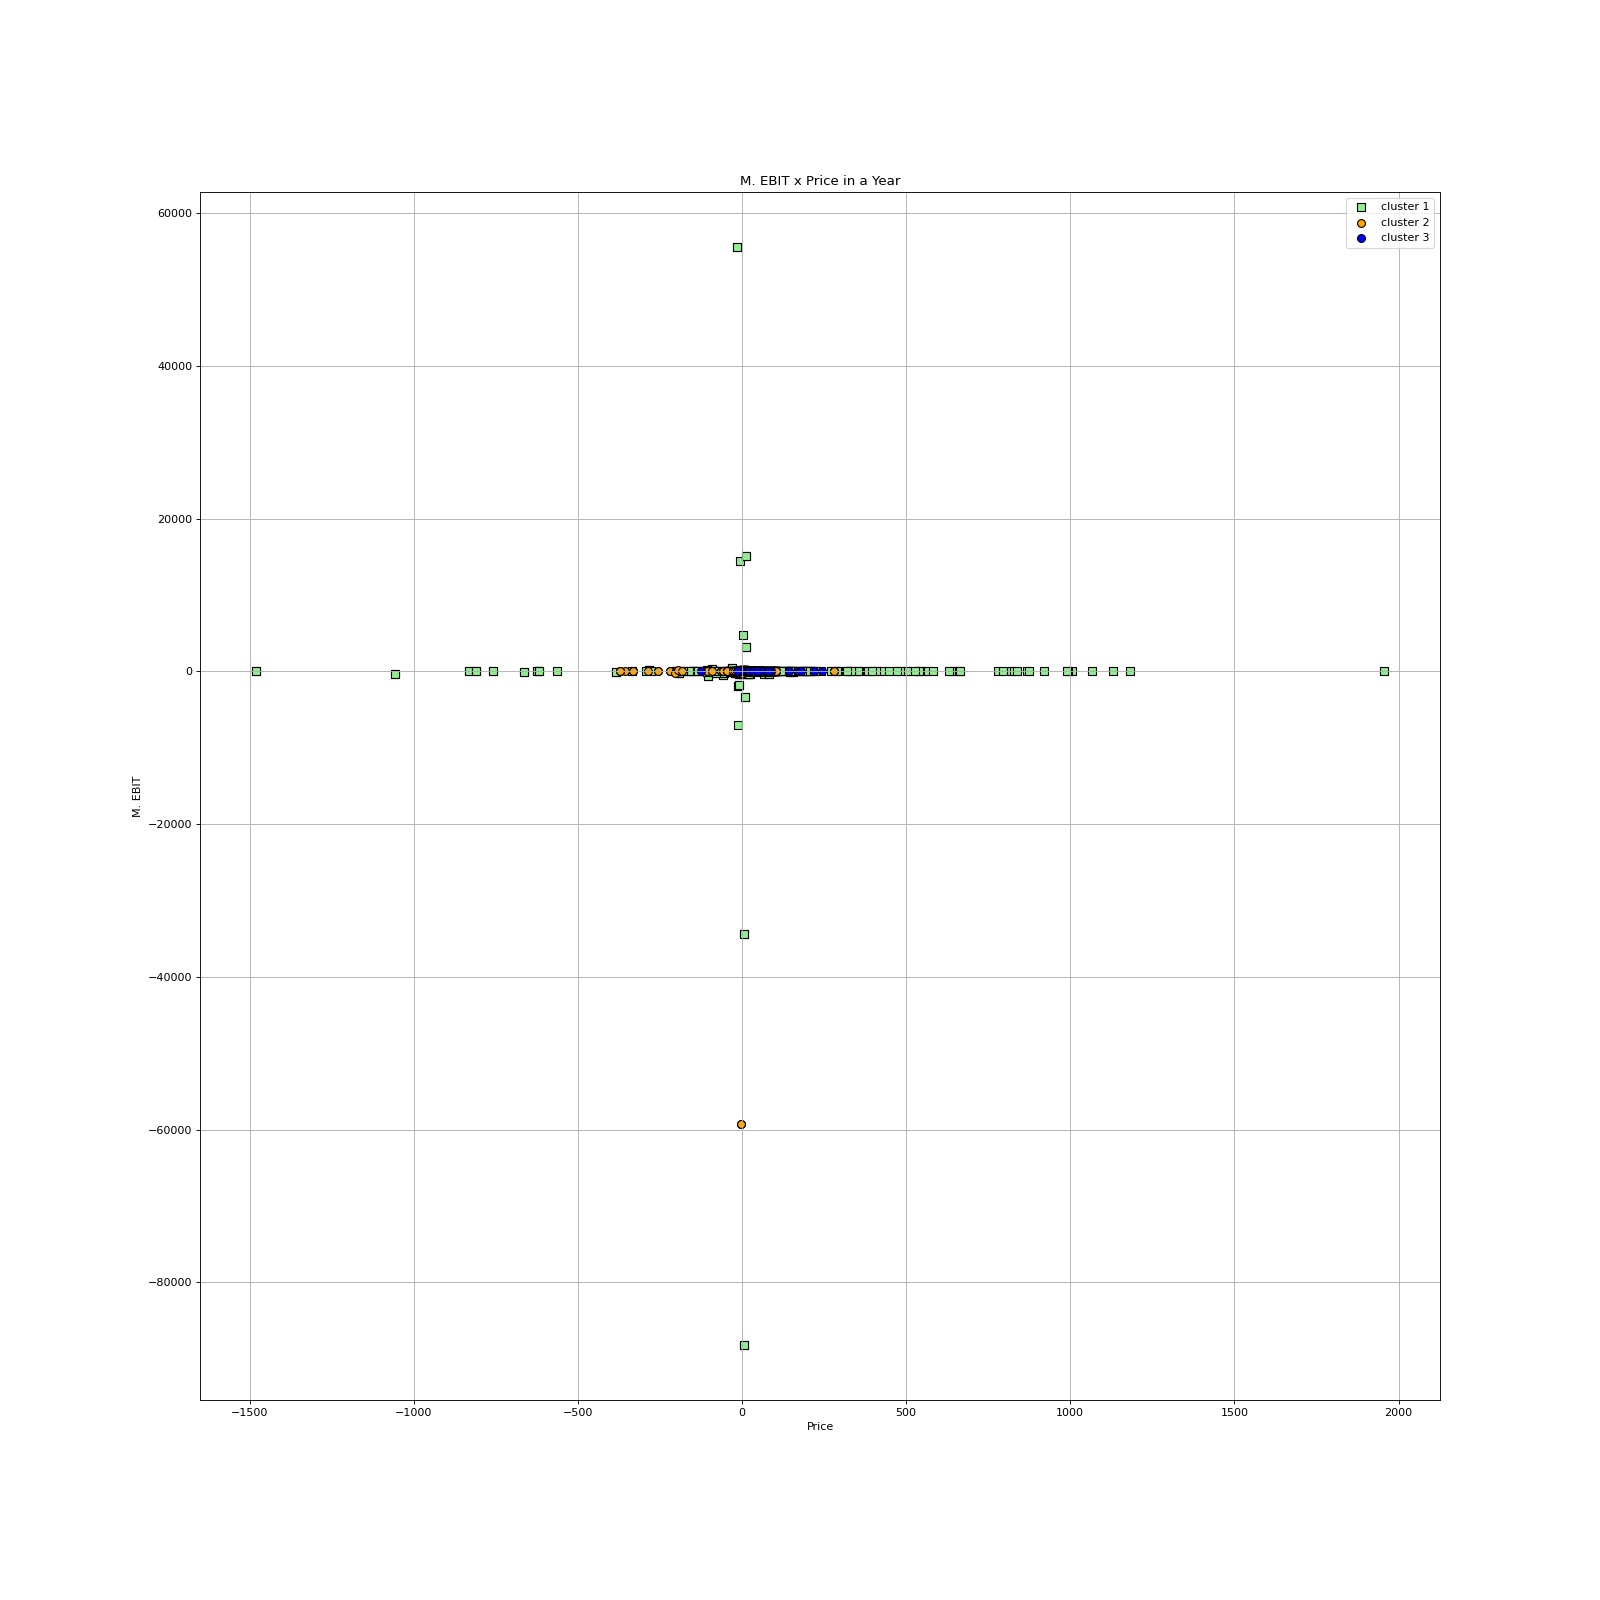 M. EBIT x Price in a Year
cluster 1
cluster 2
cluster 3
60000
40000
20000
0
−20000
−40000
−60000
−80000
M. EBIT
−1500 −1000 −500 0 500 1000 1500 2000
Price